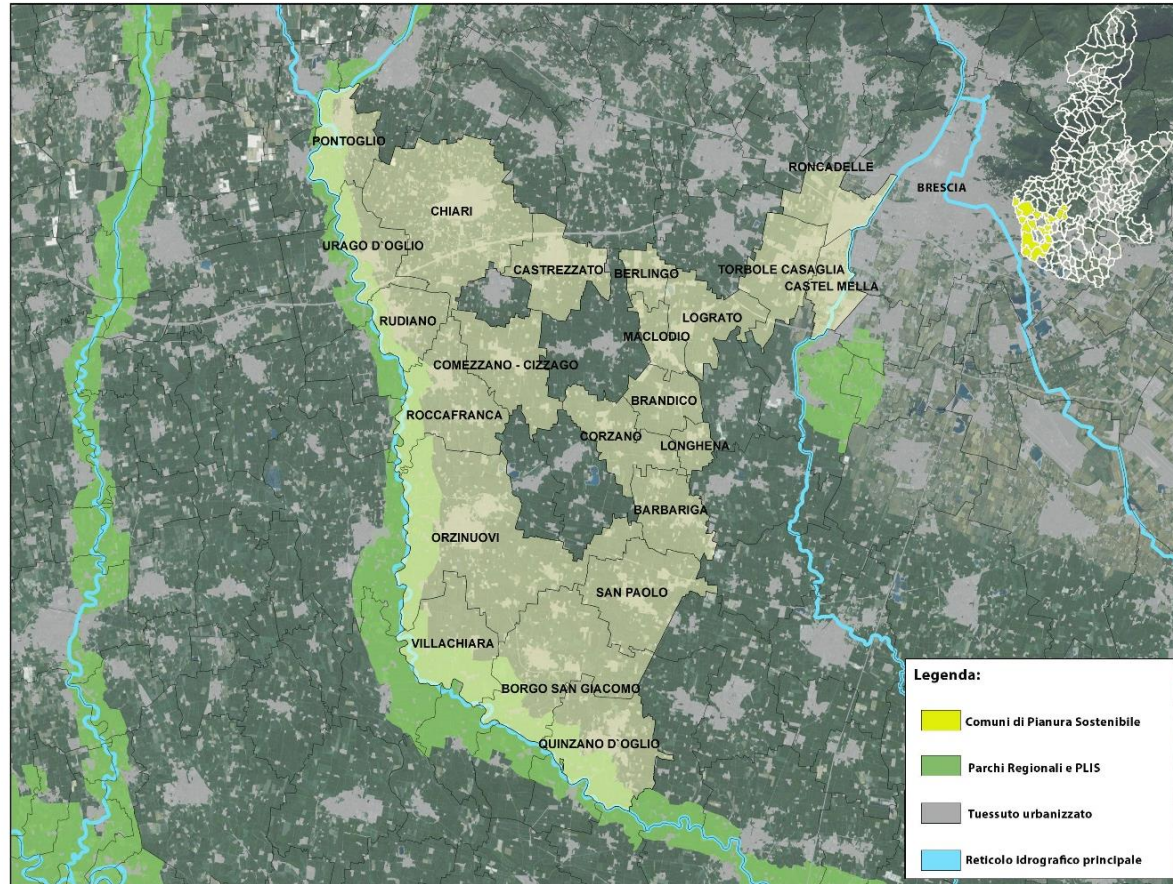 PONTOGLIO
RONCADELLE
BRESCIA
CHIARI
URAGO D`OGLIO
CASTREZZATO
BERLINGO
TORBOLE CASAGLIA
CASTEL MELLA
RUDIANO
LOGRATO
MACLODIO
COMEZZANO - CIZZAGO
BRANDICO
ROCCAFRANCA
CORZANO
LONGHENA
BARBARIGA
ORZINUOVI
SAN PAOLO
VILLACHIARA
BORGO SAN GIACOMO
QUINZANO D`OGLIO
Legenda:
Comuni di Pianura Sostenibile
Parchi Regionali e PLIS
Tuessuto urbanizzato
Reticolo idrografico principale